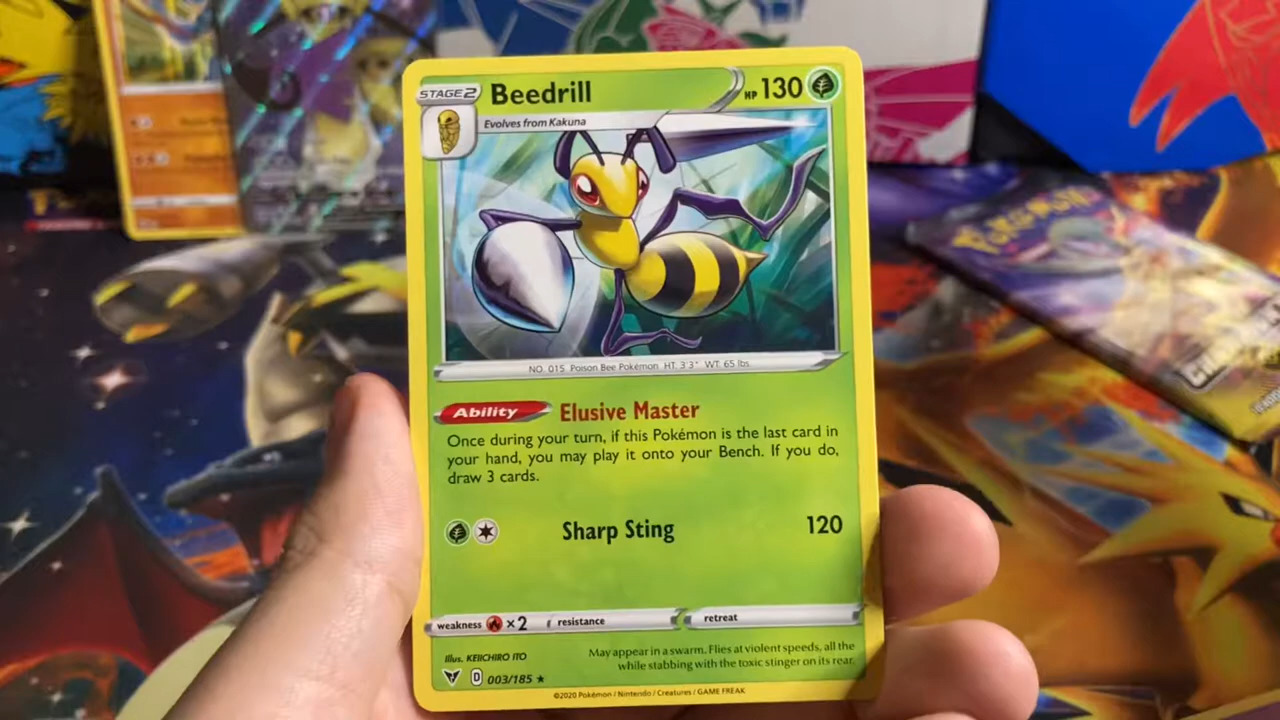 STAGE2 Beedrill HP 130
Evolves from Kakuna
NO. 015 Poison Bee Pokémon HT. 3'3" WT. 65 lbs
Ability Elusive Master
Once during your turn, if this Pokémon is the last card in
your hand, you may play it onto your Bench. If you do,
draw 3 cards.
Sharp Sting 120
weakness ×2 resistance retreat
May appear in a swarm. Flies at violent speeds, all the
while stabbing with the toxic stinger on its rear.
Illus. KEIICHIRO ITO
D 003/185 ★
©2020 Pokémon / Nintendo / Creatures / GAME FREAK
Pokémon